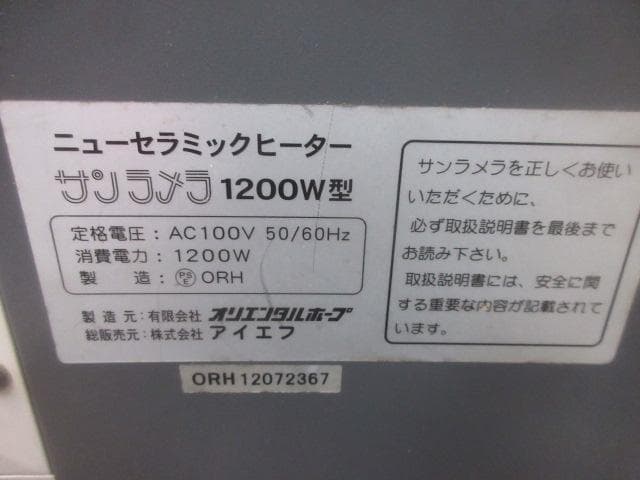 ニューセラミックヒーター
サンラメラ 1200W型
定格電圧：AC100V 50/60Hz
消費電力：1200W
製 造：PSE ORH
製 造 元：有限会社 オリエンタルホープ
総販売元：株式会社 アイエフ
サンラメラを正しくお使い
いただくために、
必ず取扱説明書を最後まで
お読み下さい。
取扱説明書には、安全に関
する重要な内容が記載されて
います。
ORH12072367